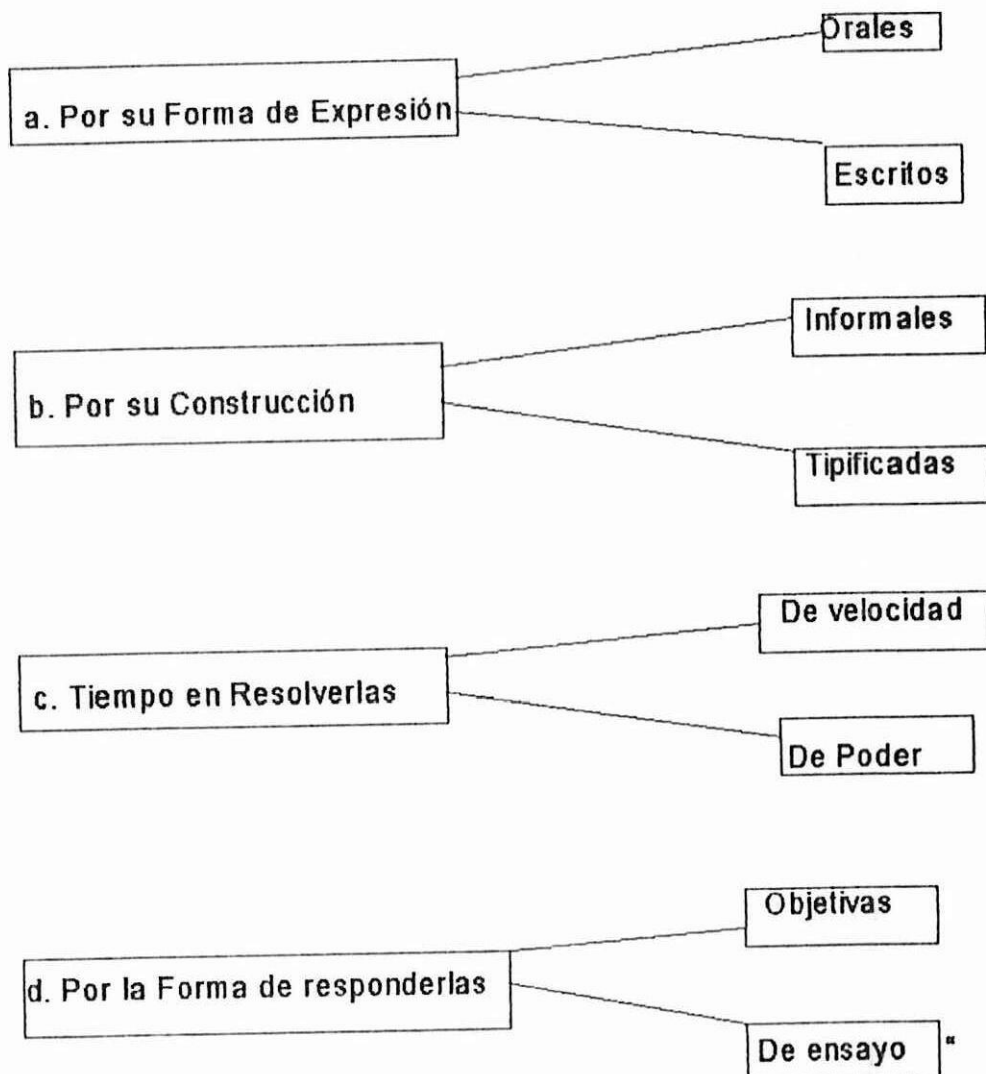 Orales
a. Por su Forma de Expresión
Escritos
Informales
b. Por su Construcción
Tipificadas
De velocidad
c. Tiempo en Resolverlas
De Poder
Objetivas
d. Por la Forma de responderlas
De ensayo "